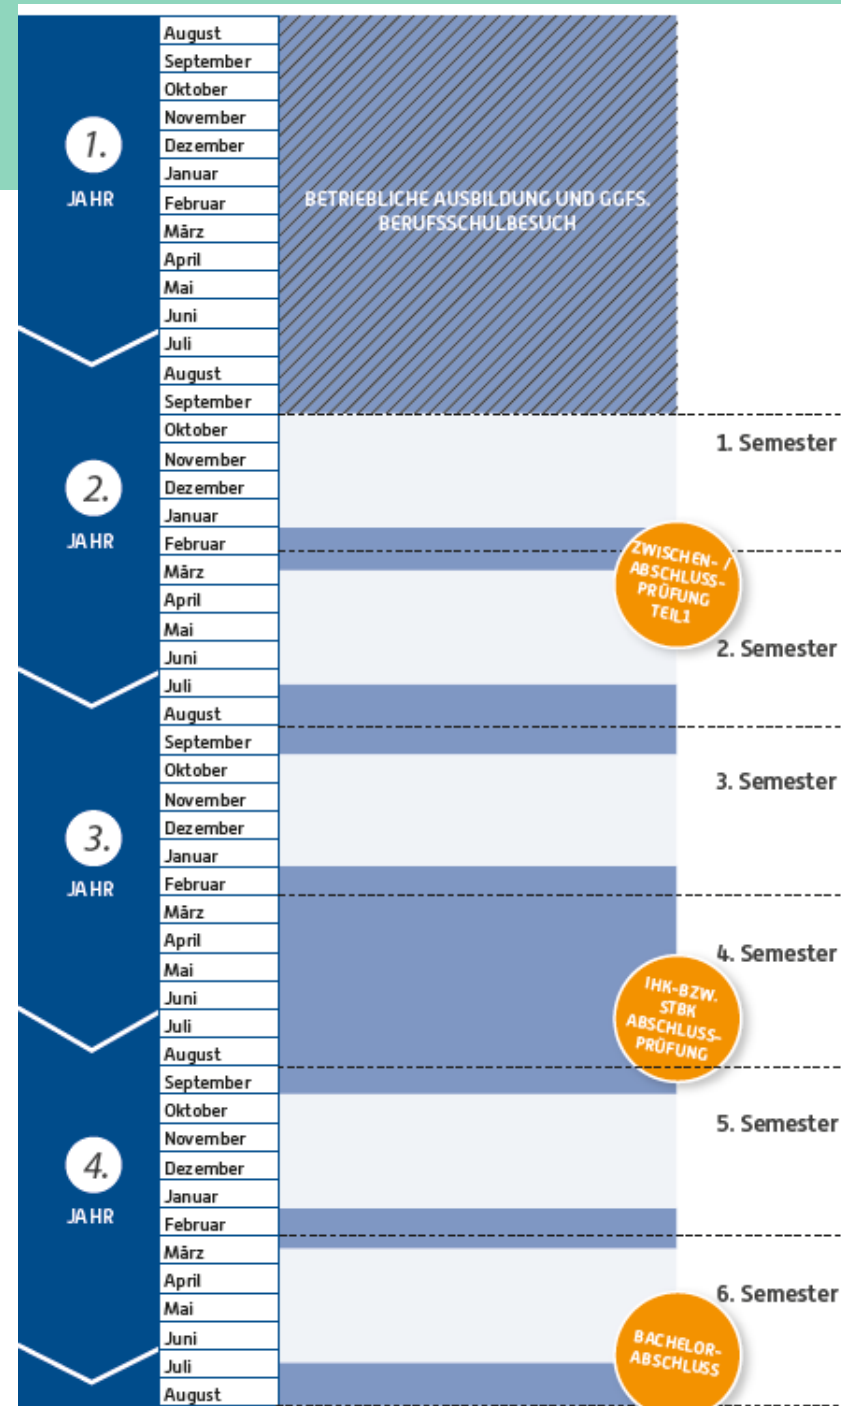 1.
JAHR
August
September
Oktober
November
Dezember
Januar
Februar
März
April
Mai
Juni
Juli
BETRIEBLICHE AUSBILDUNG UND GGFS.
BERUFSSCHULBESUCH
2.
JAHR
August
September
Oktober
November
Dezember
Januar
Februar
März
April
Mai
Juni
Juli
1. Semester
ZWISCHEN- /
ABSCHLUSS-
PRÜFUNG
TEIL1
2. Semester
3.
JAHR
August
September
Oktober
November
Dezember
Januar
Februar
März
April
Mai
Juni
Juli
3. Semester
4. Semester
IHK-BZW.
STBK
ABSCHLUSS-
PRÜFUNG
4.
JAHR
August
September
Oktober
November
Dezember
Januar
Februar
März
April
Mai
Juni
Juli
August
5. Semester
6. Semester
BACHELOR-
ABSCHLUSS